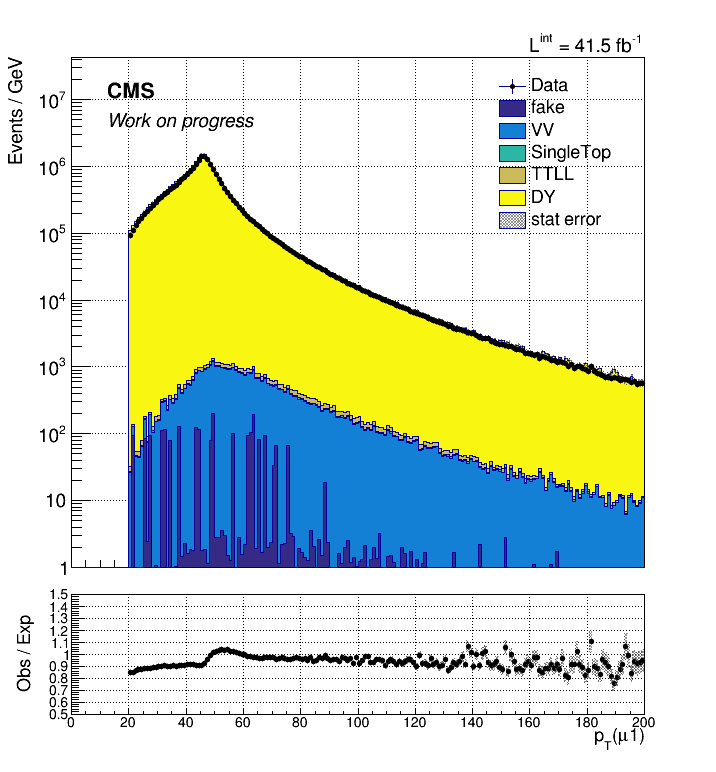 L^int = 41.5 fb^-1
Events / GeV
CMS
Work on progress
Data
fake
VV
SingleTop
TTLL
DY
stat error
10^7
10^6
10^5
10^4
10^3
10^2
10
1
Obs / Exp
1.5
1.4
1.3
1.2
1.1
1
0.9
0.8
0.7
0.6
0.5
0 20 40 60 80 100 120 140 160 180 200
p_T(μ1)